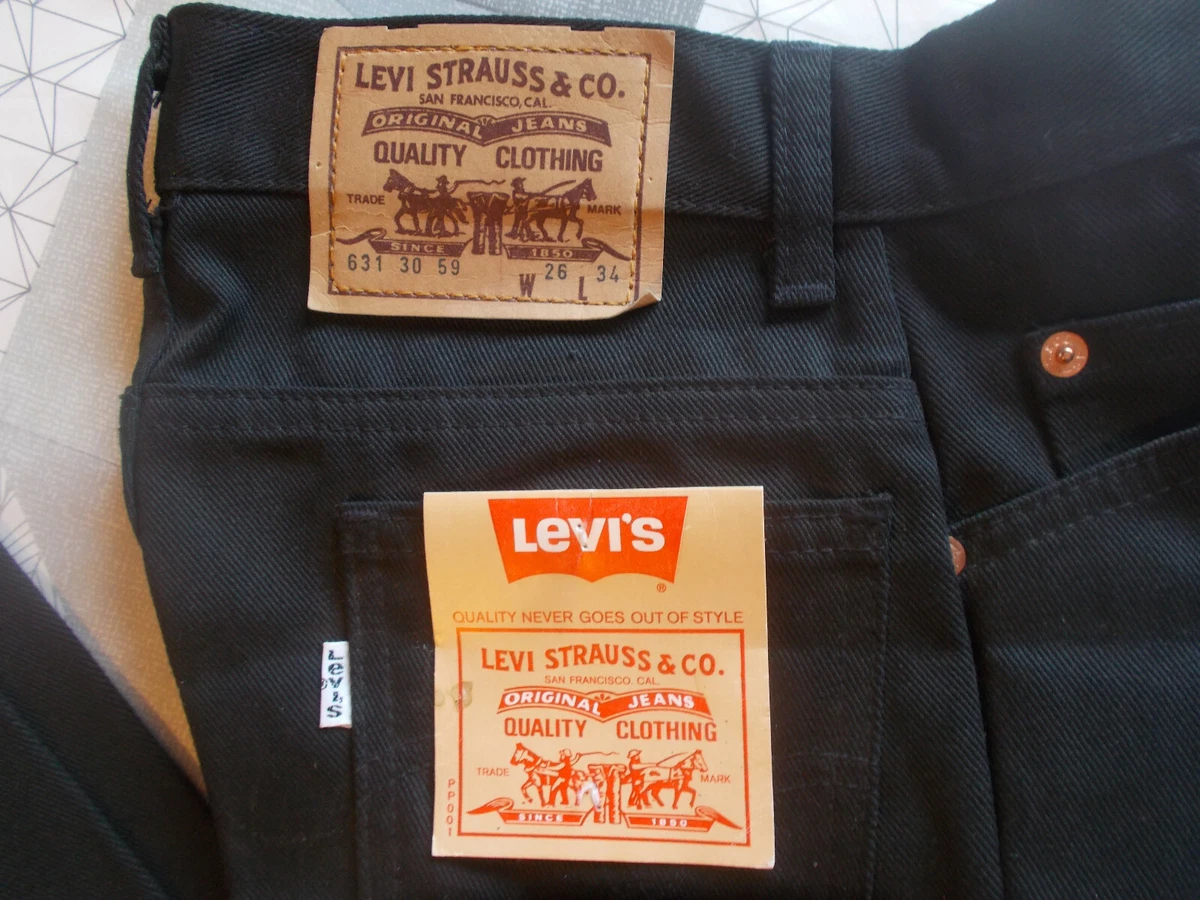 LEVI STRAUSS & CO.
SAN FRANCISCO, CAL.
ORIGINAL JEANS
QUALITY CLOTHING
TRADE MARK
SINCE 1850
631 30 59
W 26 L 34
LEVI'S
LEVI'S
®
QUALITY NEVER GOES OUT OF STYLE
LEVI STRAUSS & CO.
SAN FRANCISCO. CAL.
ORIGINAL JEANS
QUALITY CLOTHING
TRADE MARK
SINCE 1850
PP001